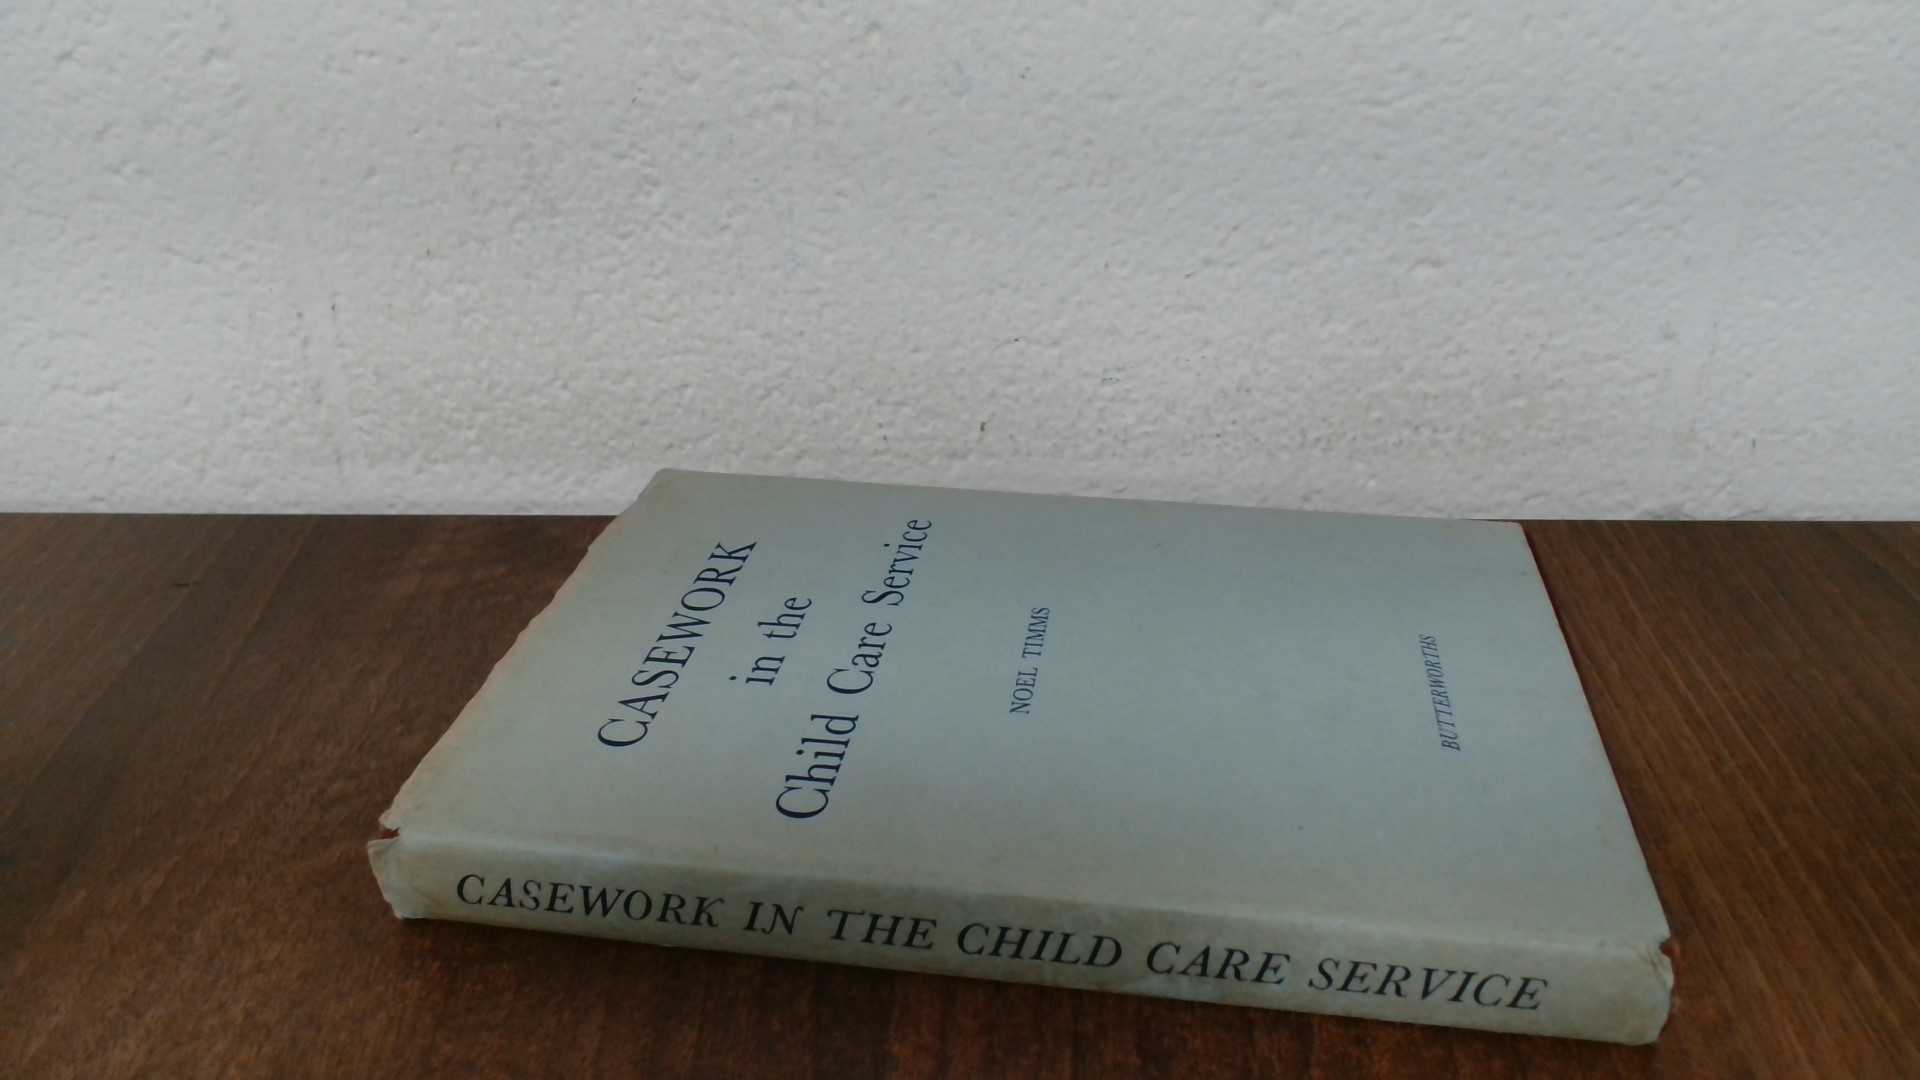 CASEWORK
in the
Child Care Service
NOEL TIMMS
BUTTERWORTHS
CASEWORK IN THE CHILD CARE SERVICE